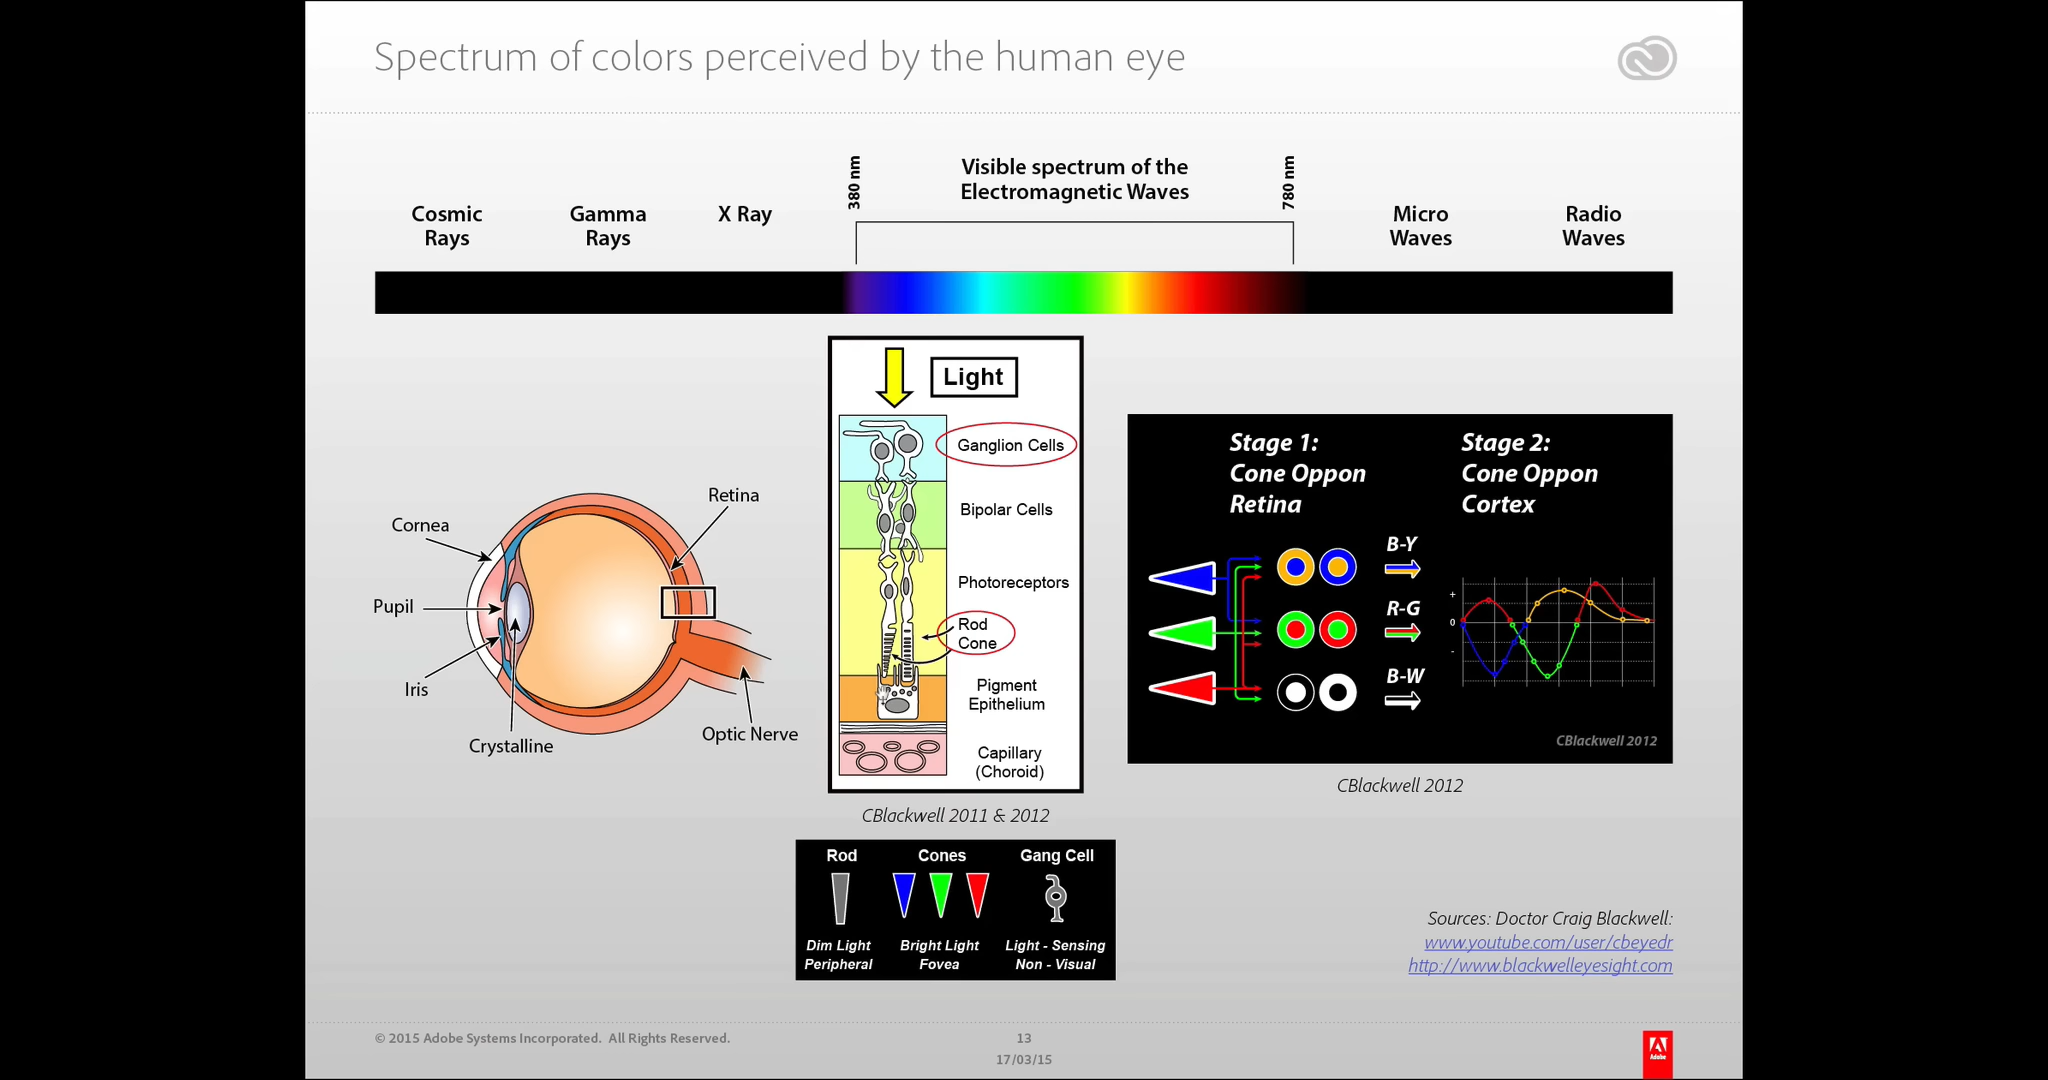 Spectrum of colors perceived by the human eye
380 nm
Visible spectrum of the
Electromagnetic Waves
780 nm
Cosmic
Rays
Gamma
Rays
X Ray
Micro
Waves
Radio
Waves
Light
Ganglion Cells
Bipolar Cells
Photoreceptors
Rod
Cone
Pigment
Epithelium
Capillary
(Choroid)
CBlackwell 2011 & 2012
Retina
Cornea
Pupil
Iris
Crystalline
Optic Nerve
Stage 1:
Cone Oppon
Retina
Stage 2:
Cone Oppon
Cortex
B-Y
R-G
B-W
+
0
-
CBlackwell 2012
CBlackwell 2012
Rod
Cones
Gang Cell
Dim Light
Peripheral
Bright Light
Fovea
Light - Sensing
Non - Visual
Sources: Doctor Craig Blackwell:
www.youtube.com/user/cbeyedr
http://www.blackwelleyesight.com
© 2015 Adobe Systems Incorporated.  All Rights Reserved.
13
17/03/15
Adobe